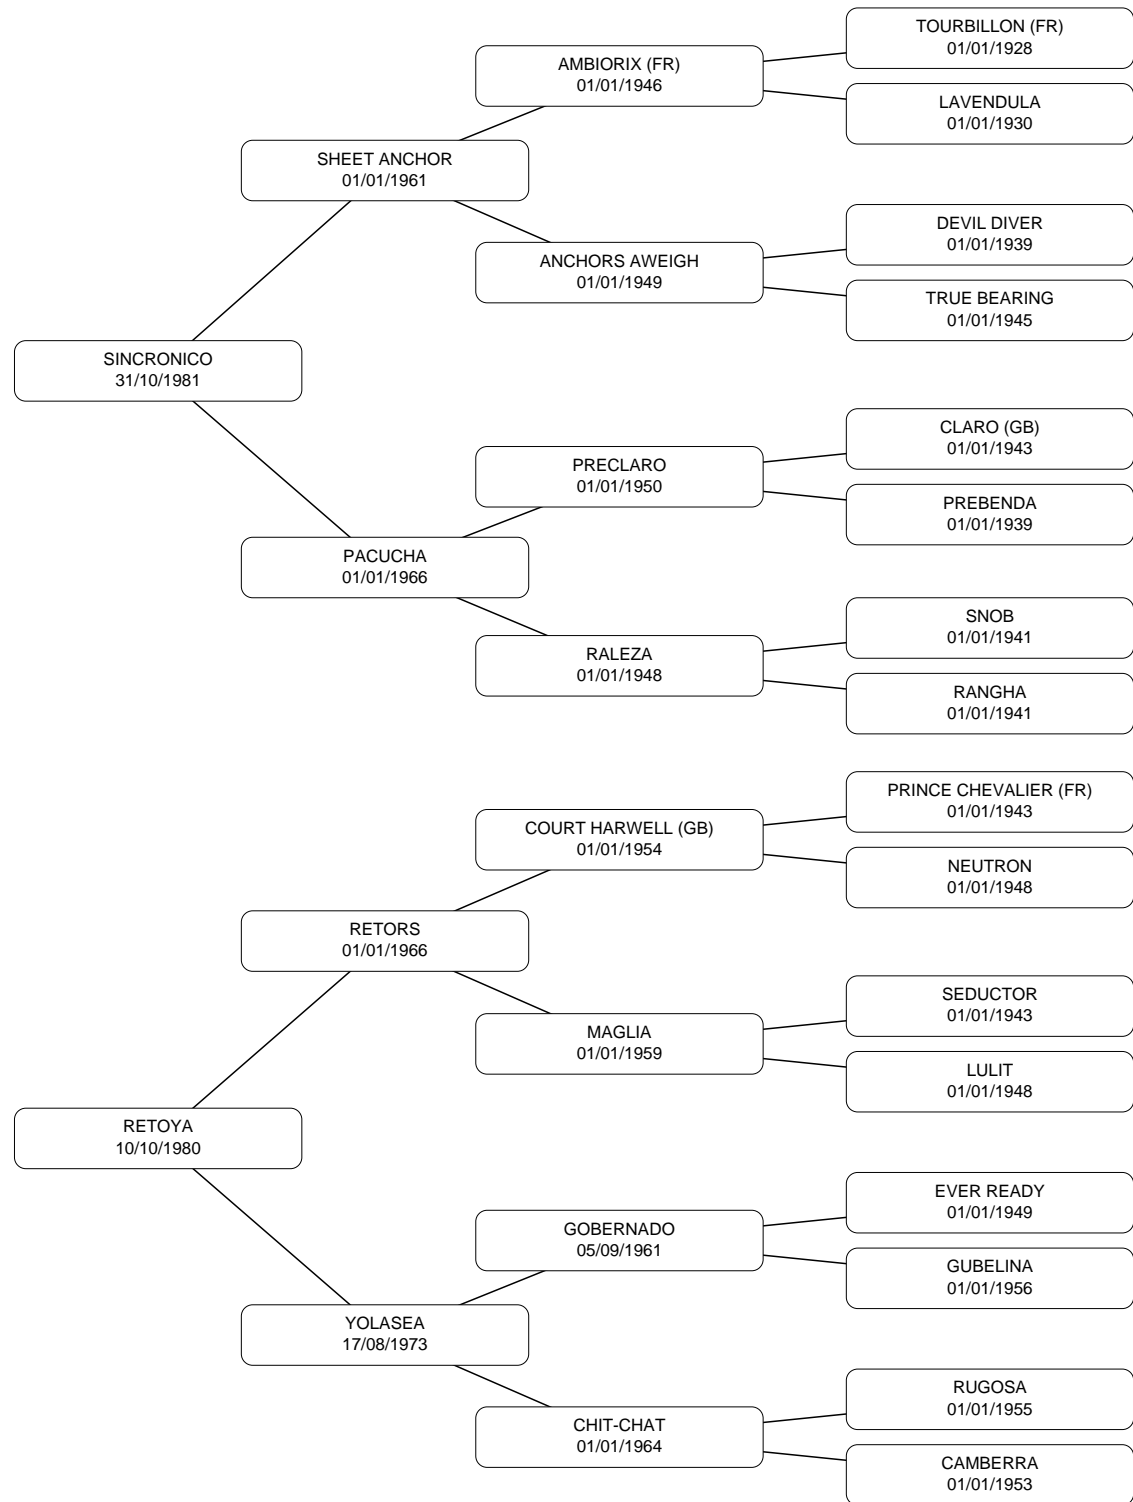 TOURBILLON (FR)
01/01/1928
AMBIORIX (FR)
01/01/1946
LAVENDULA
01/01/1930
SHEET ANCHOR
01/01/1961
DEVIL DIVER
01/01/1939
ANCHORS AWEIGH
01/01/1949
TRUE BEARING
01/01/1945
SINCRONICO
31/10/1981
CLARO (GB)
01/01/1943
PRECLARO
01/01/1950
PREBENDA
01/01/1939
PACUCHA
01/01/1966
SNOB
01/01/1941
RALEZA
01/01/1948
RANGHA
01/01/1941
PRINCE CHEVALIER (FR)
01/01/1943
COURT HARWELL (GB)
01/01/1954
NEUTRON
01/01/1948
RETORS
01/01/1966
SEDUCTOR
01/01/1943
MAGLIA
01/01/1959
LULIT
01/01/1948
RETOYA
10/10/1980
EVER READY
01/01/1949
GOBERNADO
05/09/1961
GUBELINA
01/01/1956
YOLASEA
17/08/1973
RUGOSA
01/01/1955
CHIT-CHAT
01/01/1964
CAMBERRA
01/01/1953